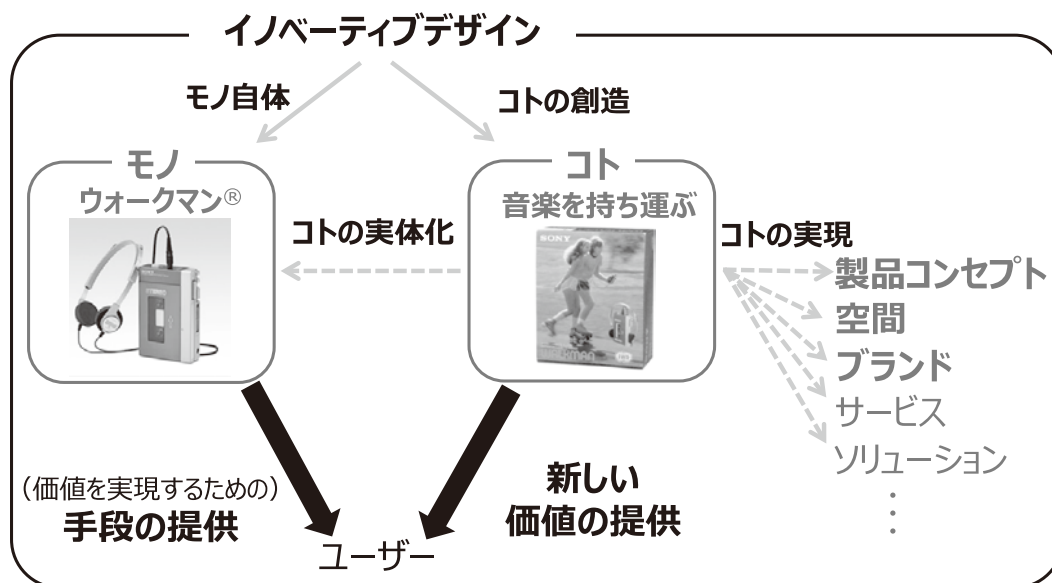 イノベーティブデザイン
モノ自体
コトの創造
モノ
ウォークマン®
コト
音楽を持ち運ぶ
コトの実体化
コトの実現
SONY
WALKMAN
製品コンセプト
空間
ブランド
サービス
ソリューション
⋮
（価値を実現するための）
手段の提供
新しい
価値の提供
ユーザー